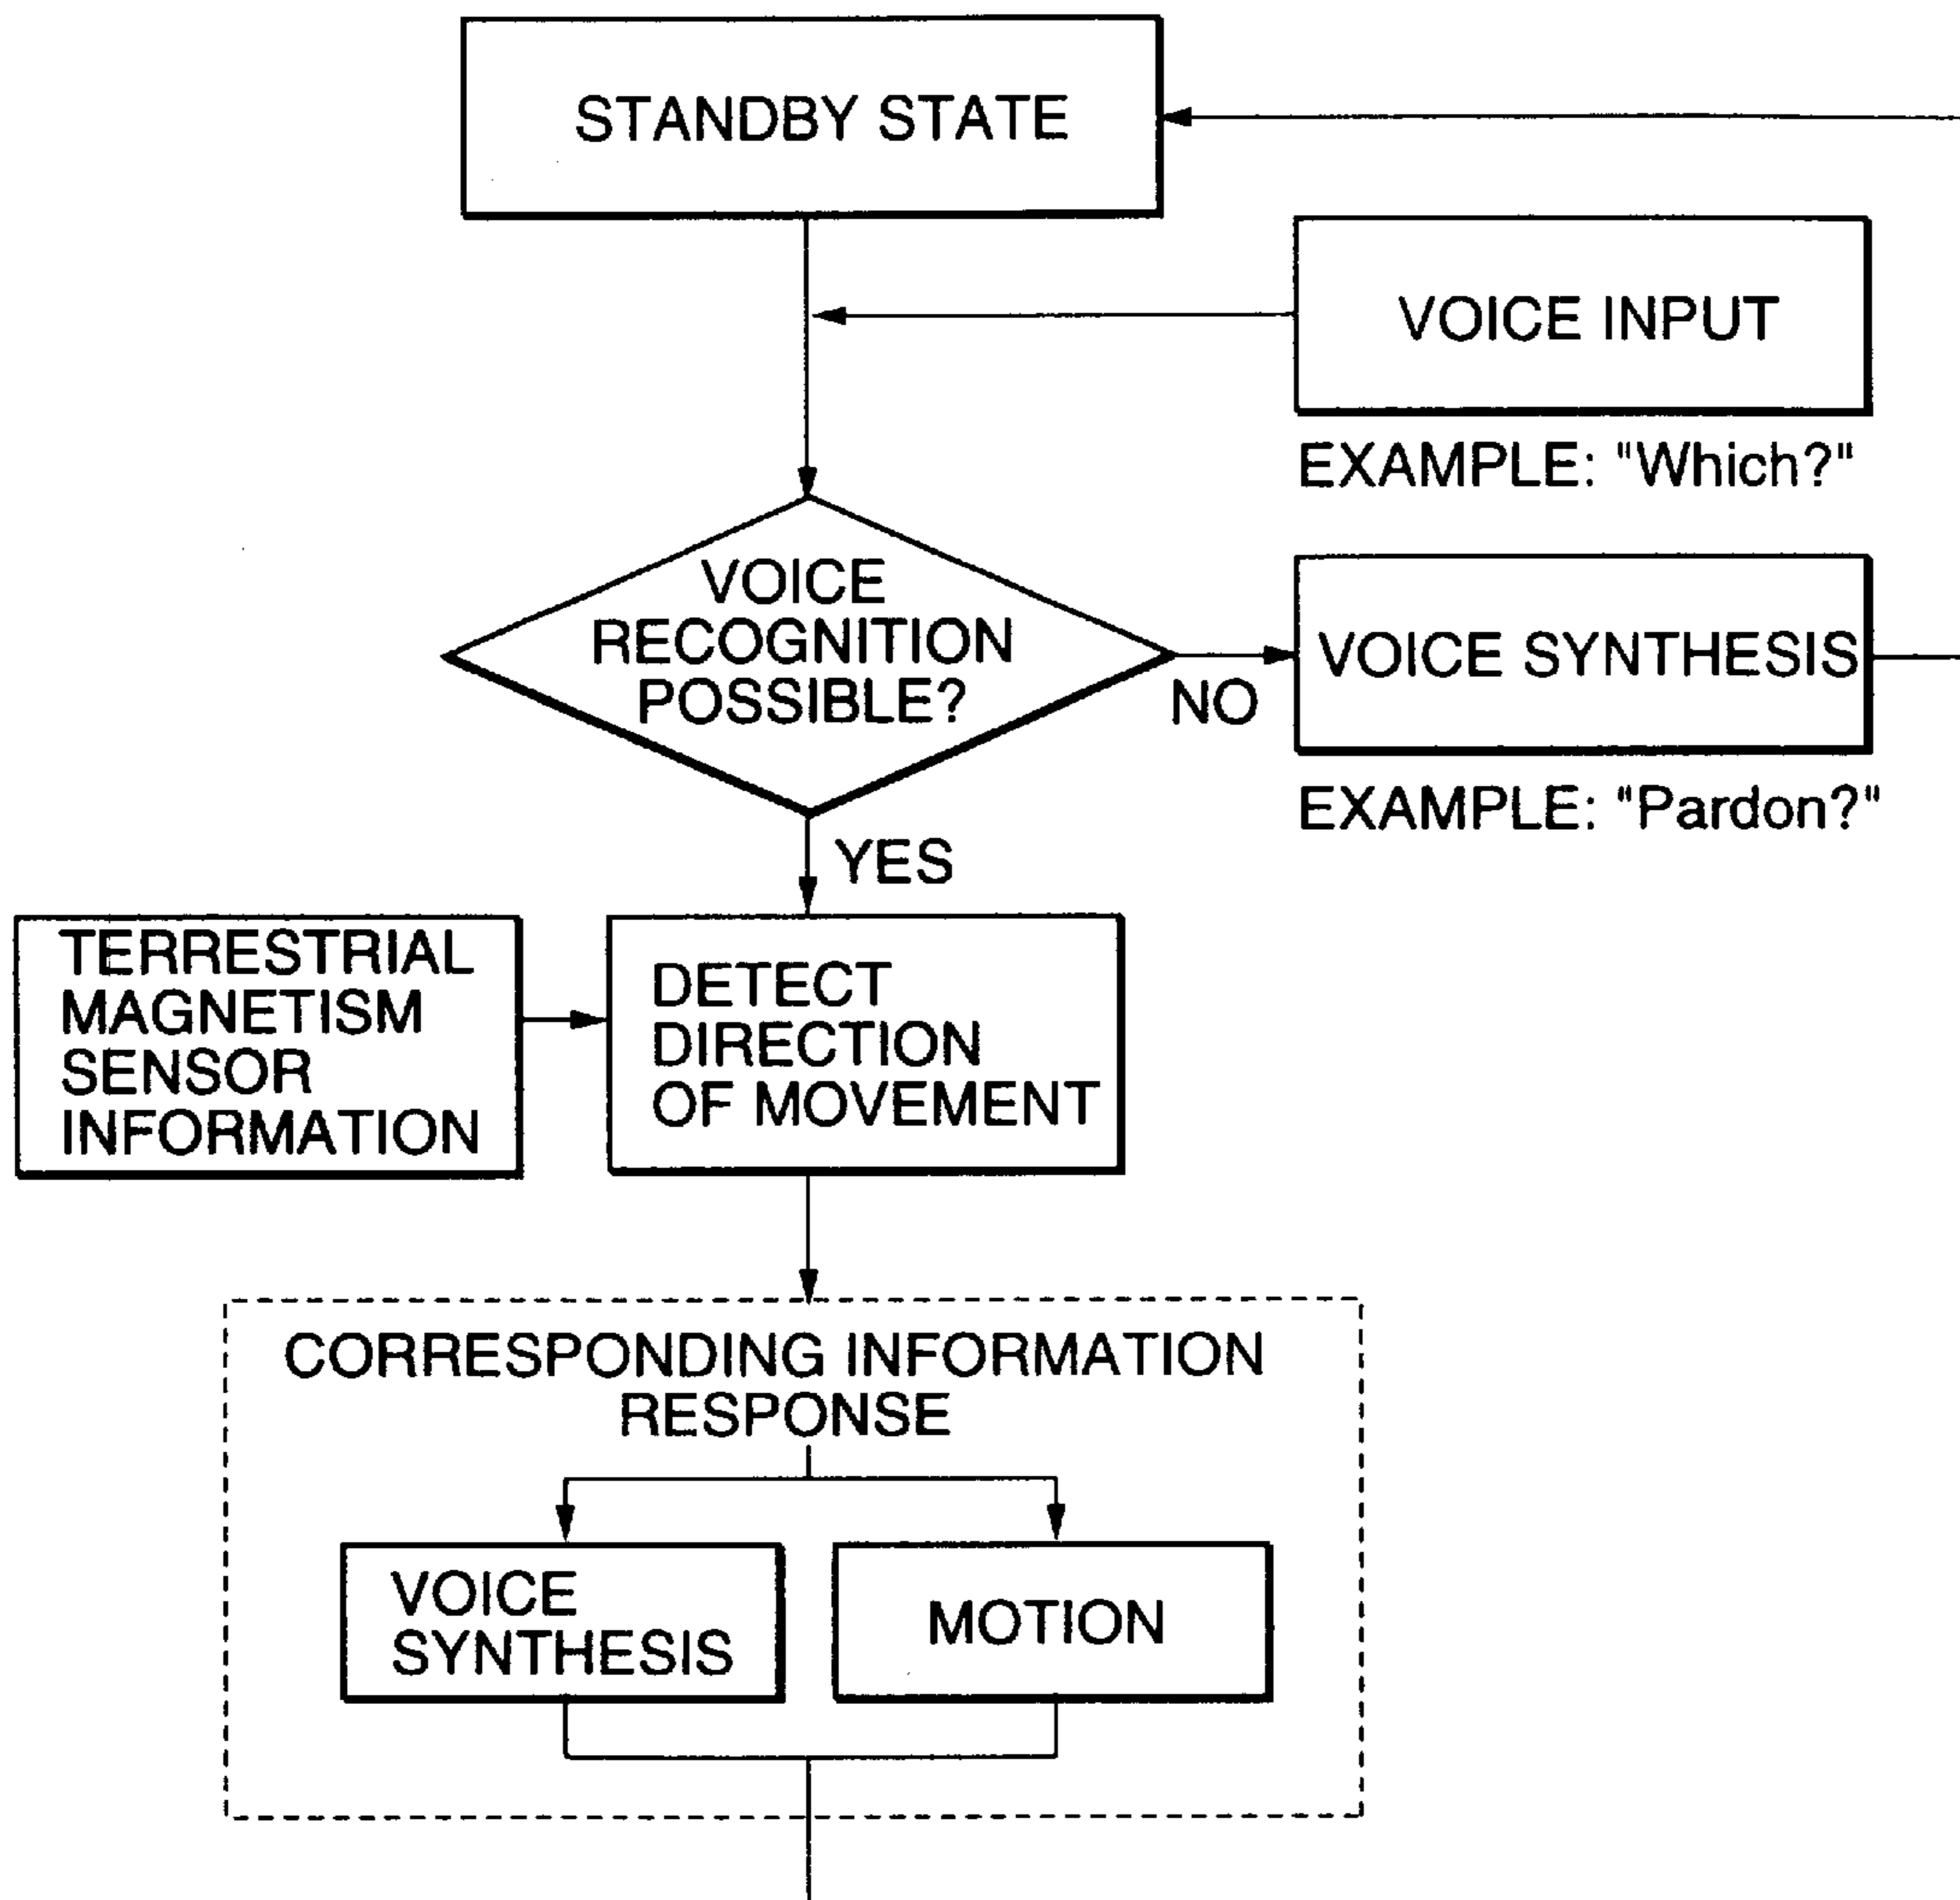 STANDBY STATE
VOICE INPUT
EXAMPLE: "Which?"
VOICE
RECOGNITION
POSSIBLE?
NO
VOICE SYNTHESIS
EXAMPLE: "Pardon?"
YES
TERRESTRIAL
MAGNETISM
SENSOR
INFORMATION
DETECT
DIRECTION
OF MOVEMENT
CORRESPONDING INFORMATION
RESPONSE
VOICE
SYNTHESIS
MOTION